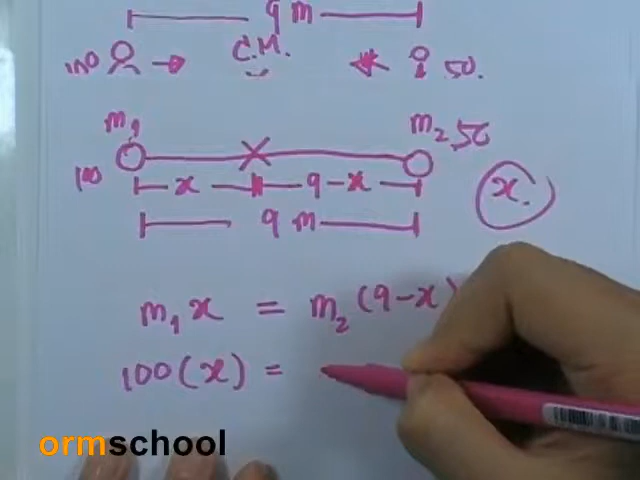 9 m
100 C.M. 50.
m1 m2, 50
100 x 9-x x.
9 m
m1 x = m2 (9-x)
100 (x) =
ormschool